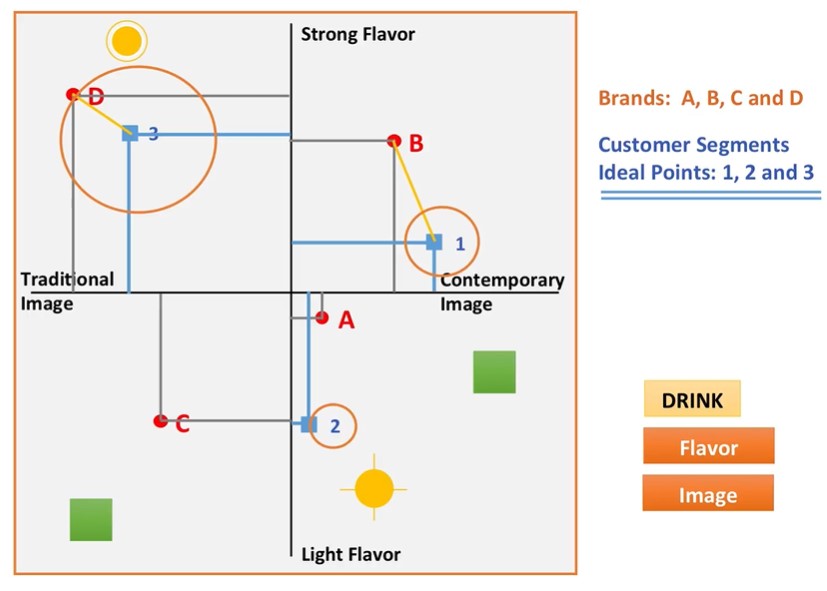 Strong Flavor
D
3
B
1
Traditional
Image
Contemporary
Image
A
C
2
Light Flavor
Brands: A, B, C and D
Customer Segments
Ideal Points: 1, 2 and 3
DRINK
Flavor
Image